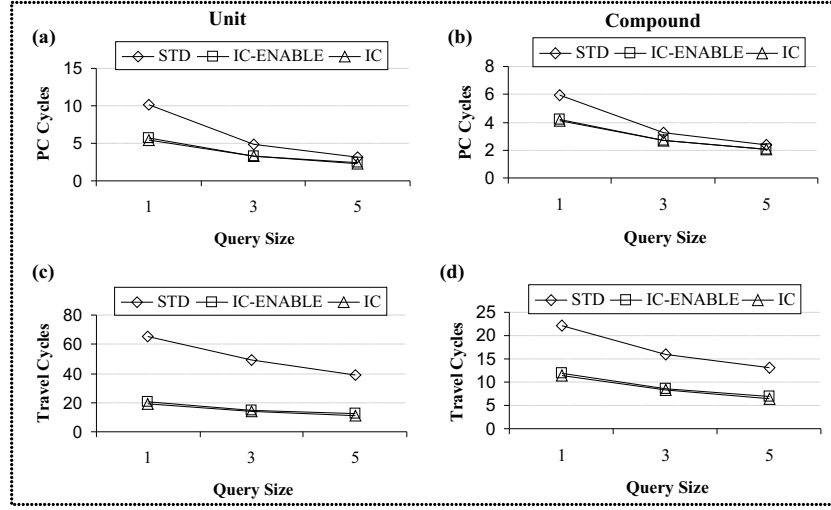 Unit
Compound
(a)
STD IC-ENABLE IC
PC Cycles
15
10
5
0
1 3 5
Query Size
(b)
STD IC-ENABLE IC
PC Cycles
8
6
4
2
0
1 3 5
Query Size
(c)
STD IC-ENABLE IC
Travel Cycles
80
60
40
20
0
1 3 5
Query Size
(d)
STD IC-ENABLE IC
Travel Cycles
25
20
15
10
5
0
1 3 5
Query Size